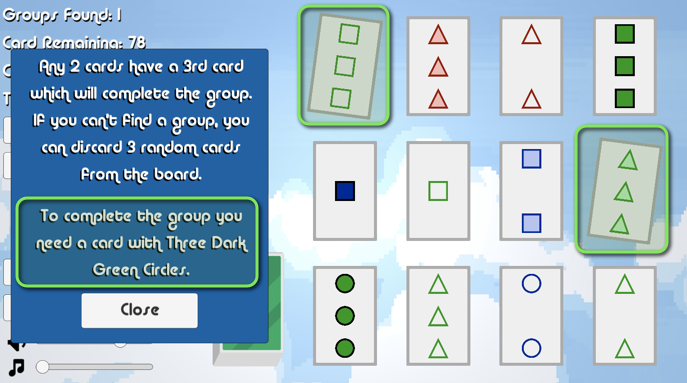 Groups Found: 1
Card Remaining: 78
Any 2 cards have a 3rd card
which will complete the group.
If you can't find a group, you
can discard 3 random cards
from the board.
To complete the group you
need a card with Three Dark
Green Circles.
Close